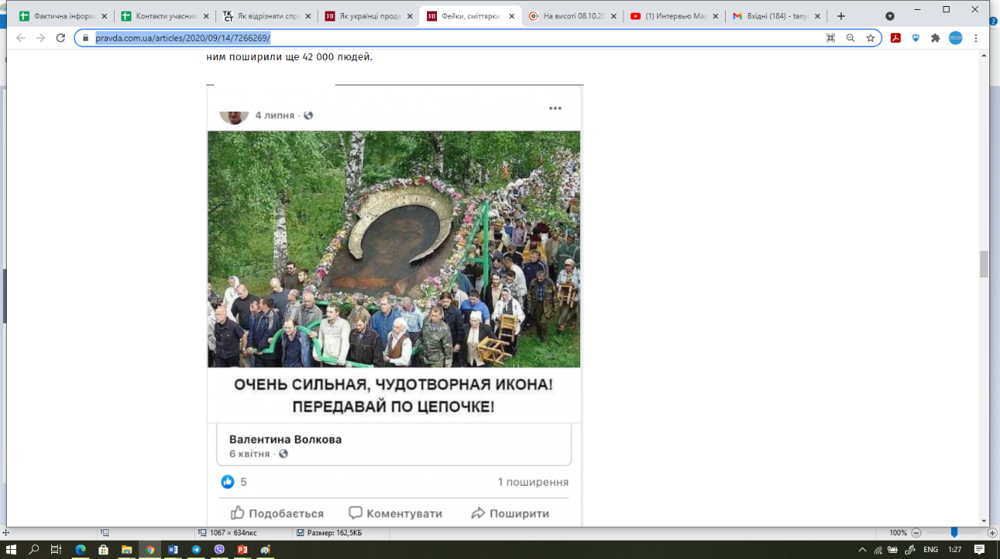 Фактична інформ
Контакти учасник
Як відрізняти спр
Як українці прода
Фейки, сміттярки
На висоті 08.10.20
(1) Интервью Мар
Вхідні (184) - tany
pravda.com.ua/articles/2020/09/14/7266269/
ним поширили ще 42 000 людей.
4 липня
ОЧЕНЬ СИЛЬНАЯ, ЧУДОТВОРНАЯ ИКОНА!
ПЕРЕДАВАЙ ПО ЦЕПОЧКЕ!
Валентина Волкова
6 квітня
5
1 поширення
Подобається
Коментувати
Поширити
1067 × 634пкс
Размер: 162,5КБ
100%
ENG
1:27